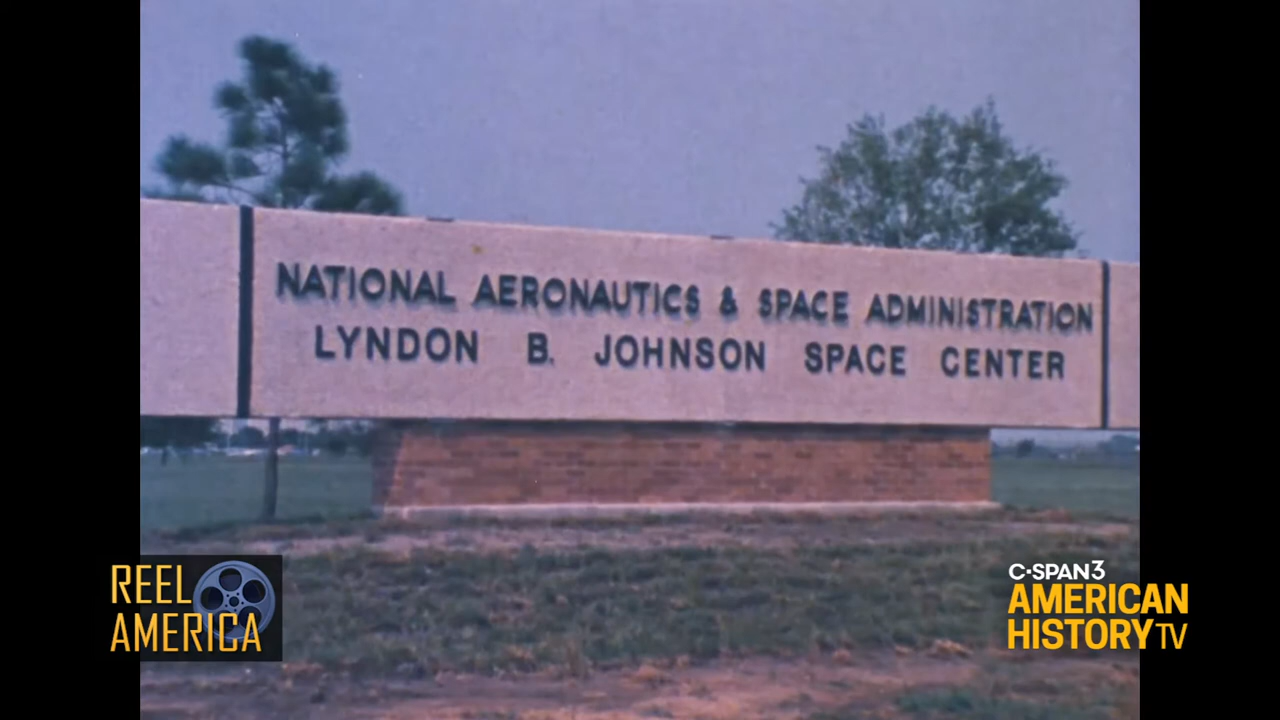 NATIONAL AERONAUTICS & SPACE ADMINISTRATION
LYNDON B. JOHNSON SPACE CENTER
REEL
AMERICA
C-SPAN3
AMERICAN
HISTORY TV